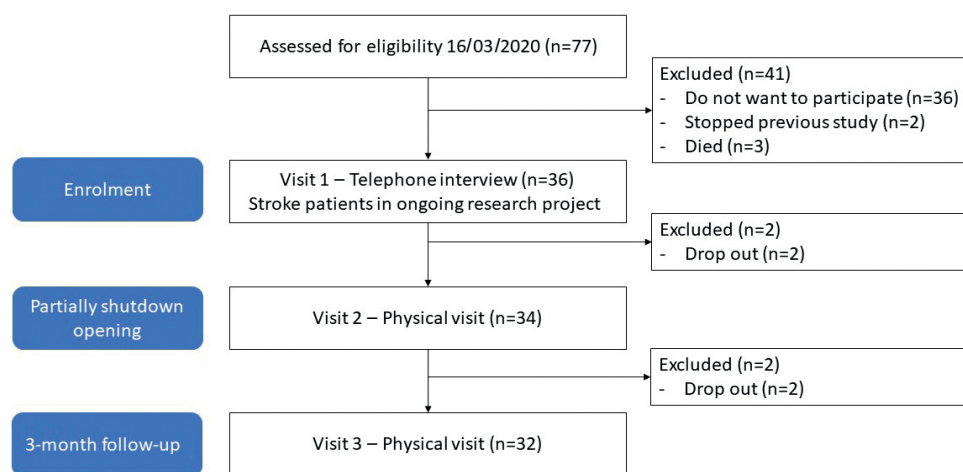 Assessed for eligibility 16/03/2020 (n=77)
Excluded (n=41)
- Do not want to participate (n=36)
- Stopped previous study (n=2)
- Died (n=3)
Enrolment
Visit 1 – Telephone interview (n=36)
Stroke patients in ongoing research project
Excluded (n=2)
- Drop out (n=2)
Partially shutdown
opening
Visit 2 – Physical visit (n=34)
Excluded (n=2)
- Drop out (n=2)
3-month follow-up
Visit 3 – Physical visit (n=32)